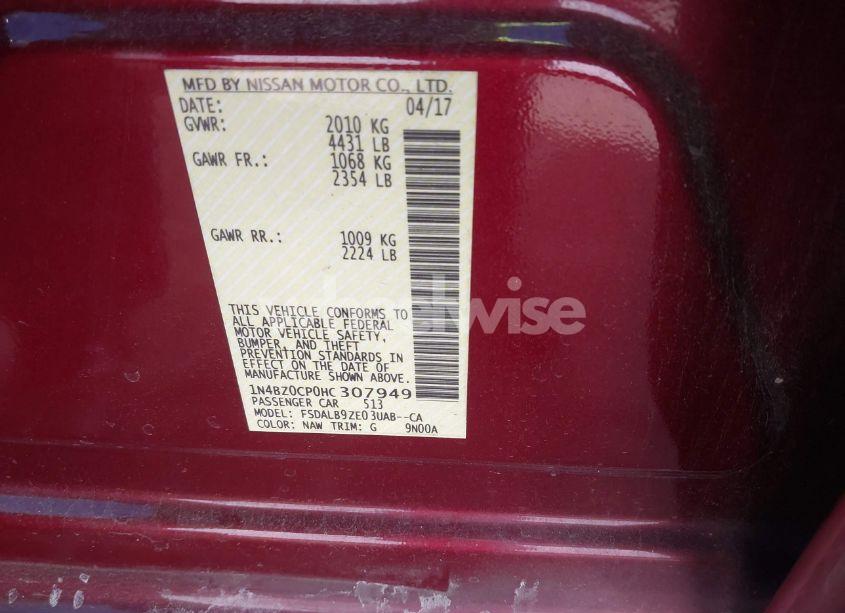 MFD BY NISSAN MOTOR CO., LTD.
DATE: 04/17
GVWR: 2010 KG
4431 LB
GAWR FR.: 1068 KG
2354 LB
GAWR RR.: 1009 KG
2224 LB
THIS VEHICLE CONFORMS TO
ALL APPLICABLE FEDERAL
MOTOR VEHICLE SAFETY,
BUMPER, AND THEFT
PREVENTION STANDARDS IN
EFFECT ON THE DATE OF
MANUFACTURE SHOWN ABOVE.
1N4BZ0CP0HC 307949
PASSENGER CAR 513
MODEL: FSDALB9ZE03UAB--CA
COLOR: NAW TRIM: G 9N00A